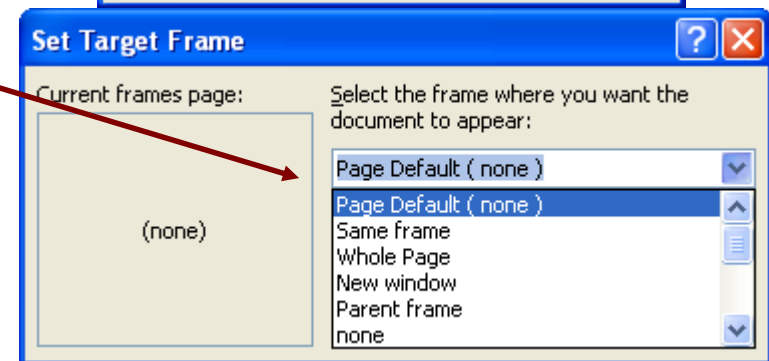 Set Target Frame
Current frames page:
(none)
Select the frame where you want the
document to appear:
Page Default ( none )
Page Default ( none )
Same frame
Whole Page
New window
Parent frame
none